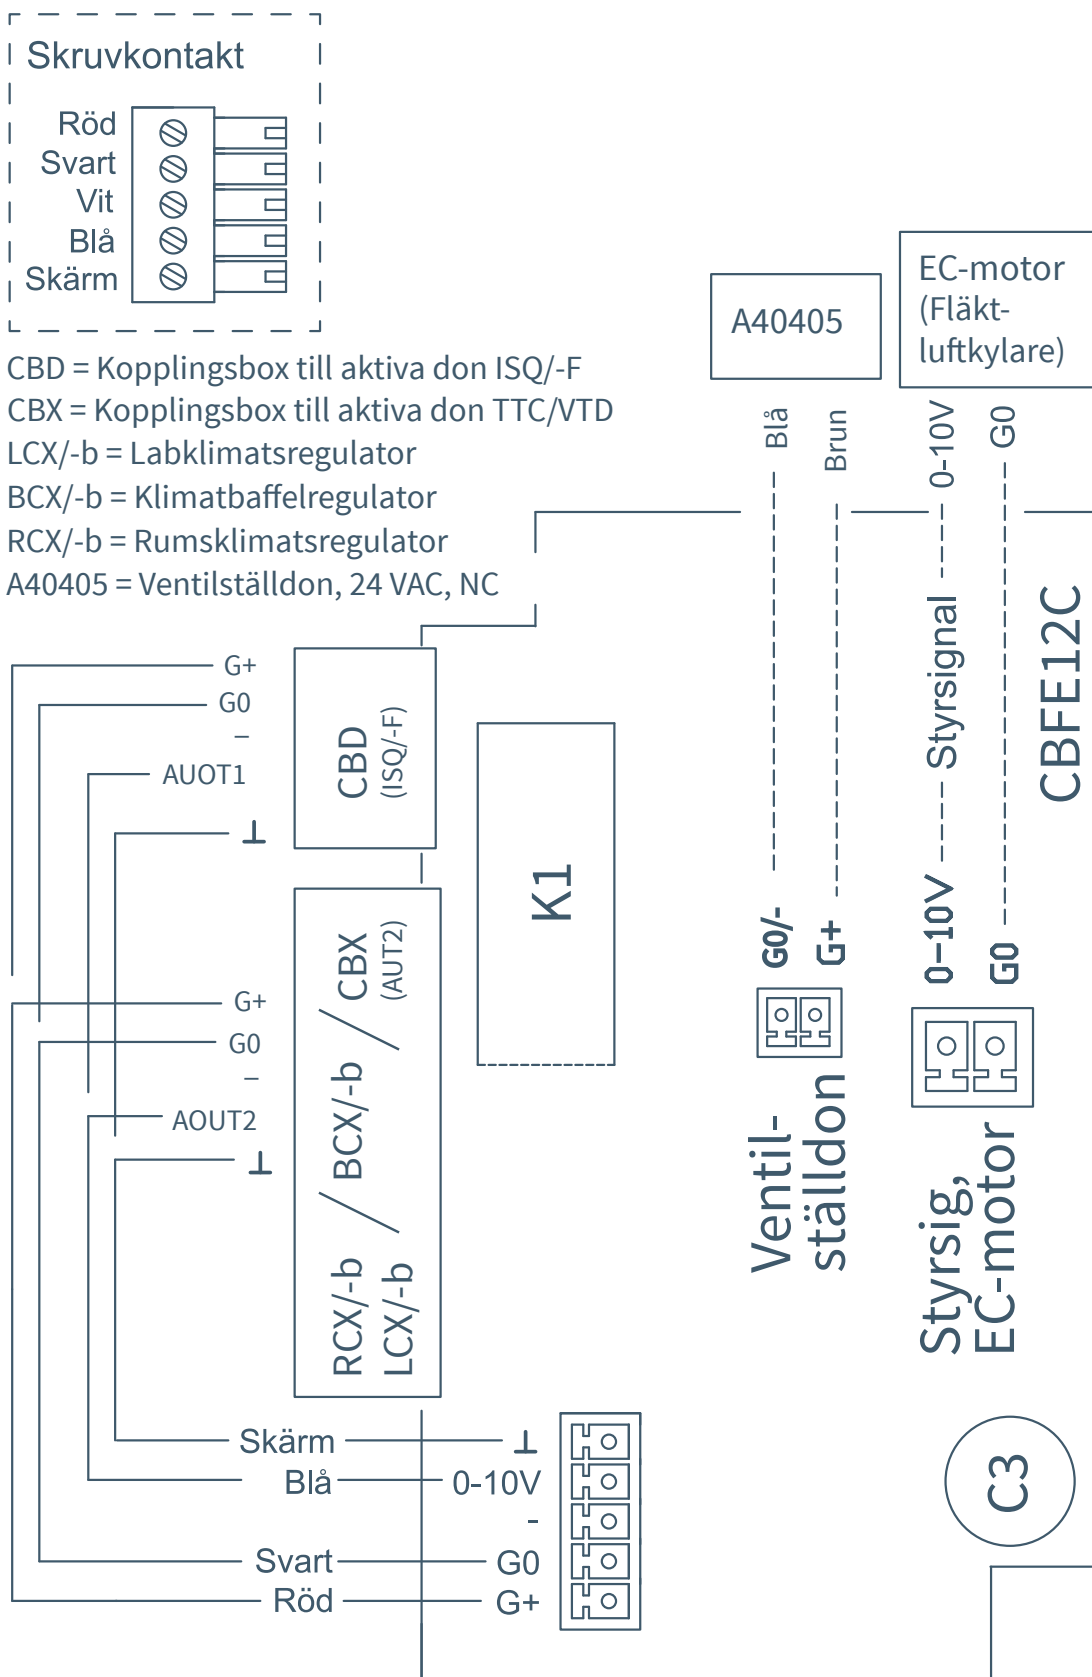 Skruvkontakt
Röd
Svart
Vit
Blå
Skärm
CBD = Kopplingsbox till aktiva don ISQ/-F
CBX = Kopplingsbox till aktiva don TTC/VTD
LCX/-b = Labklimatsregulator
BCX/-b = Klimatbaffelregulator
RCX/-b = Rumsklimatsregulator
A40405 = Ventilställdon, 24 VAC, NC
A40405
EC-motor
(Fläkt-
luftkylare)
Blå
Brun
0-10V
G0
Styrsignal
CBFE12C
G0/-
G+
0-10V
G0
Ventil-
ställdon
Styrsig,
EC-motor
C3
K1
G+
G0
–
AUOT1
⊥
CBD
(ISQ/-F)
G+
G0
–
AOUT2
⊥
RCX/-b / BCX/-b / CBX
LCX/-b
(AUT2)
Skärm ⊥
Blå 0-10V
-
Svart G0
Röd G+